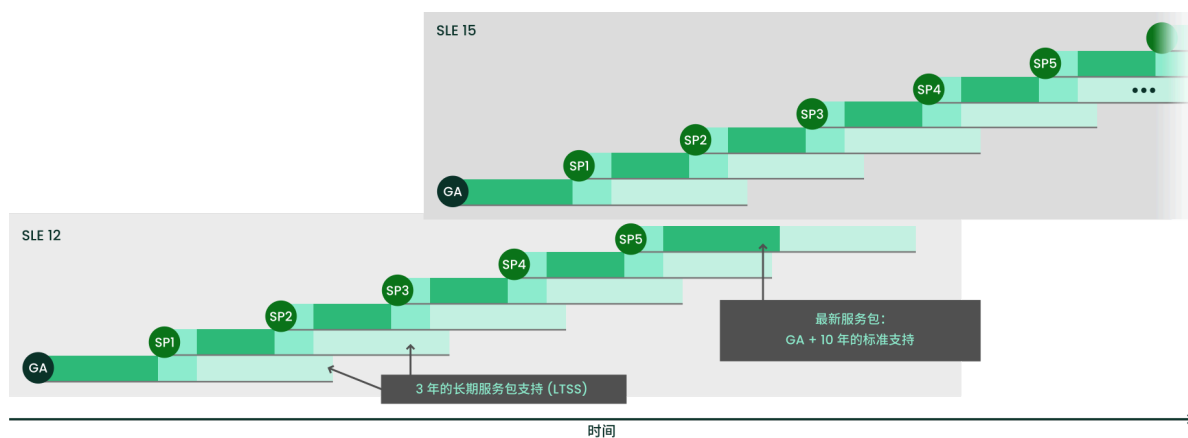 SLE 15
SP5
SP4
•••
SP3
SP2
SP1
GA
SLE 12
SP5
SP4
SP3
SP2
SP1
GA
最新服务包：
GA + 10 年的标准支持
3 年的长期服务包支持 (LTSS)
时间